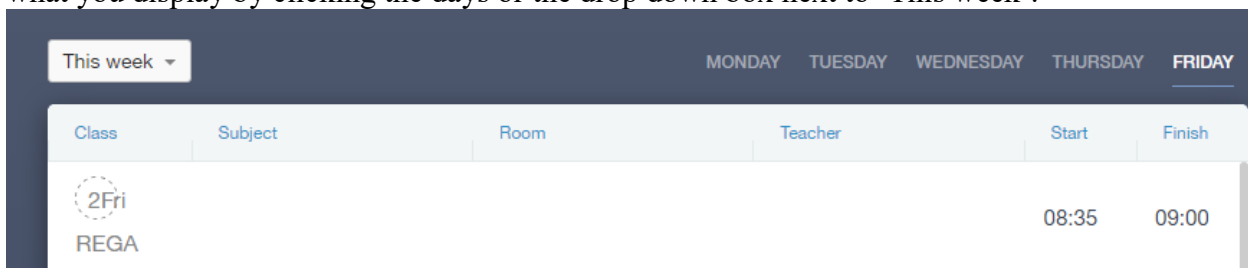 what you display by clicking the days or the drop down box next to "This week".
This week
MONDAY TUESDAY WEDNESDAY THURSDAY FRIDAY
Class Subject Room Teacher Start Finish
2Fri
08:35 09:00
REGA